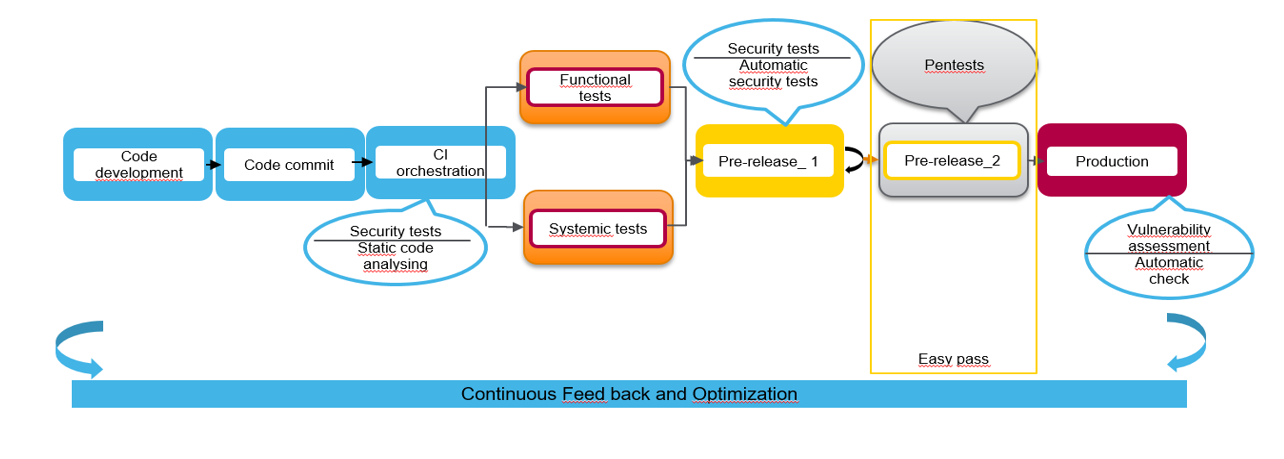 Code
development
Code commit
CI
orchestration
Security tests
Static code
analysing
Functional
tests
Systemic tests
Security tests
Automatic
security tests
Pre-release_ 1
Pentests
Pre-release_2
Easy pass
Production
Vulnerability
assessment
Automatic
check
Continuous Feed back and Optimization